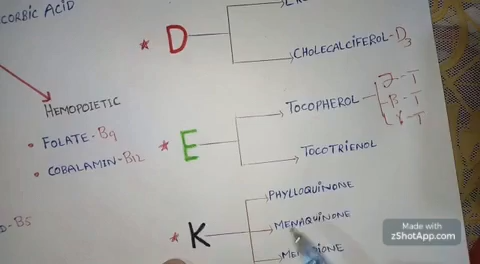 CORBIC ACID
D
CHOLECALCIFEROL-D3
HEMOPOIETIC
• FOLATE-B9
• COBALAMIN-B12
E
TOCOPHEROL
-T
B-T
γ-T
TOCOTRIENOL
D-B5
K
PHYLLOQUINONE
MENAQUINONE
Made with
zShotApp.com